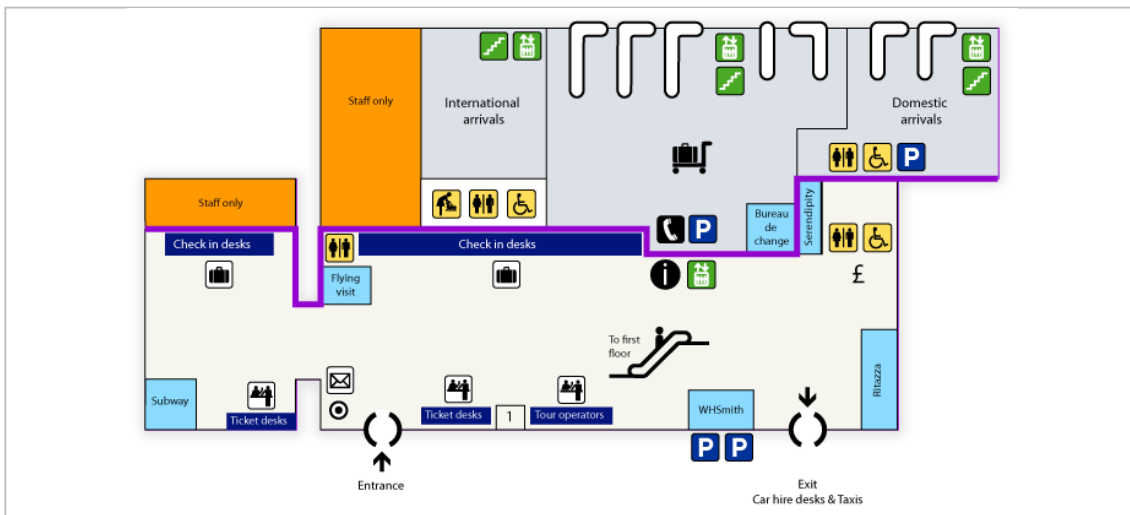 Staff only
International
arrivals
Domestic
arrivals
P
Staff only
Bureau
de
change
Serendipity
P
Check in desks
Check in desks
Flying
visit
i
£
To first
floor
Subway
Ticket desks
Ticket desks
1
Tour operators
WHSmith
Ritazza
P
P
Entrance
Exit
Car hire desks & Taxis